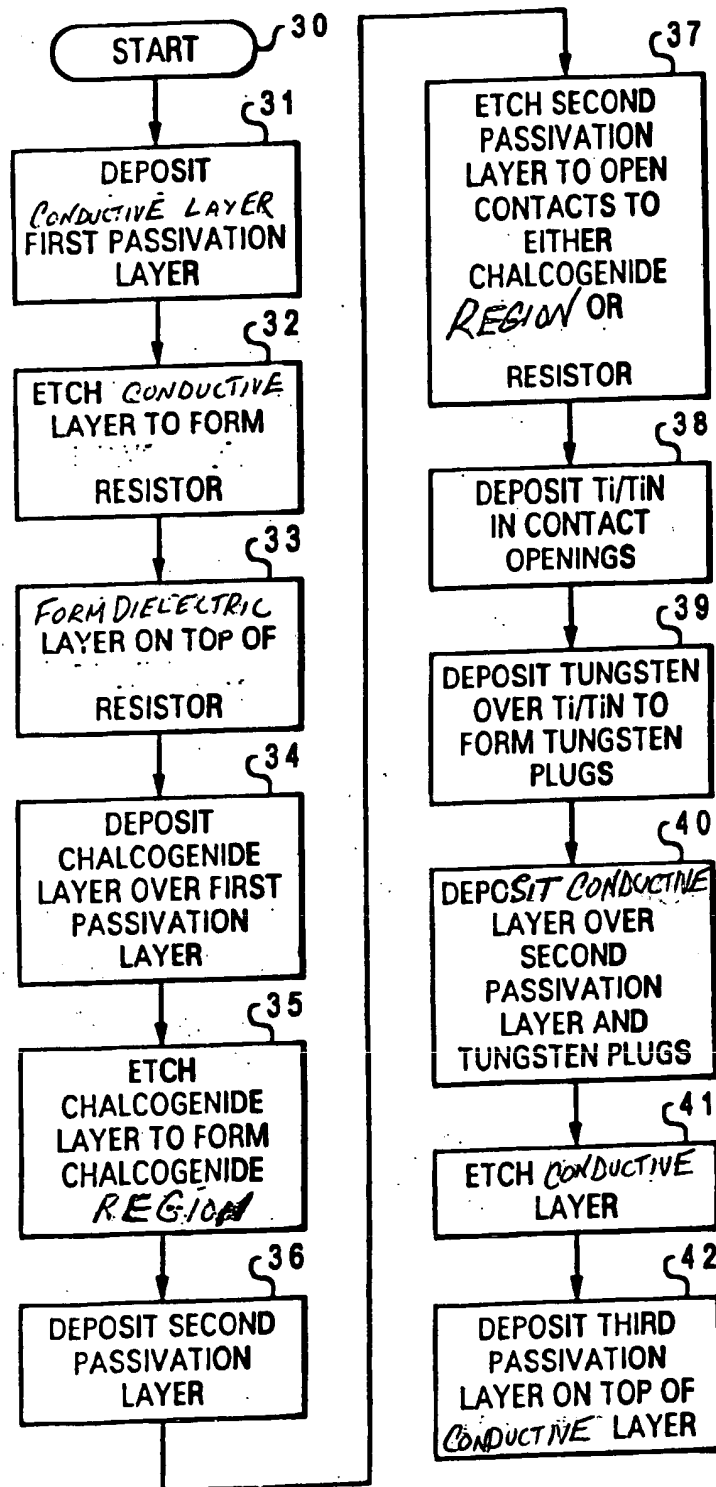 START
30
31
DEPOSIT
CONDUCTIVE LAYER
FIRST PASSIVATION
LAYER
32
ETCH CONDUCTIVE
LAYER TO FORM
RESISTOR
33
FORM DIELECTRIC
LAYER ON TOP OF
RESISTOR
34
DEPOSIT
CHALCOGENIDE
LAYER OVER FIRST
PASSIVATION
LAYER
35
ETCH
CHALCOGENIDE
LAYER TO FORM
CHALCOGENIDE
REGION
36
DEPOSIT SECOND
PASSIVATION
LAYER
37
ETCH SECOND
PASSIVATION
LAYER TO OPEN
CONTACTS TO
EITHER
CHALCOGENIDE
REGION OR
RESISTOR
38
DEPOSIT Ti/TiN
IN CONTACT
OPENINGS
39
DEPOSIT TUNGSTEN
OVER Ti/TiN TO
FORM TUNGSTEN
PLUGS
40
DEPOSIT CONDUCTIVE
LAYER OVER
SECOND
PASSIVATION
LAYER AND
TUNGSTEN PLUGS
41
ETCH CONDUCTIVE
LAYER
42
DEPOSIT THIRD
PASSIVATION
LAYER ON TOP OF
CONDUCTIVE LAYER